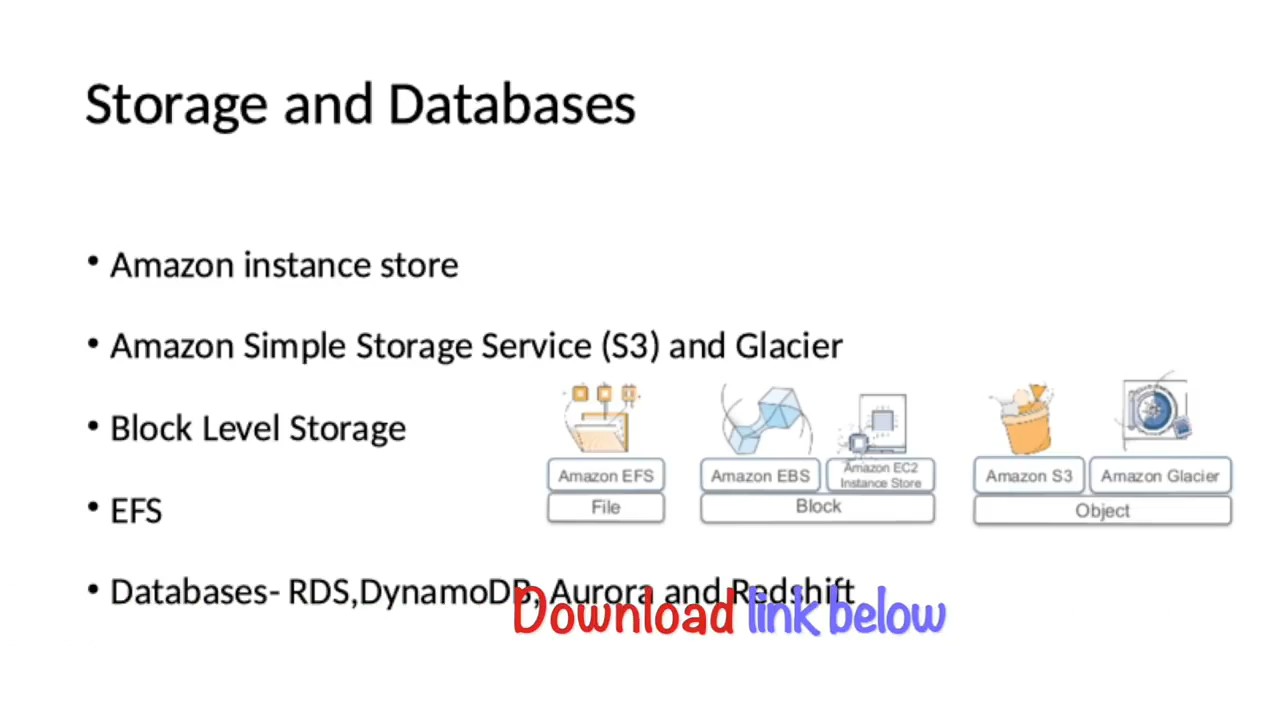 Storage and Databases
• Amazon instance store
• Amazon Simple Storage Service (S3) and Glacier
• Block Level Storage
• EFS
Amazon EFS
File
Amazon EBS
Amazon EC2
Instance Store
Block
Amazon S3
Amazon Glacier
Object
• Databases- RDS,DynamoDB, Aurora and Redshift
Download link below